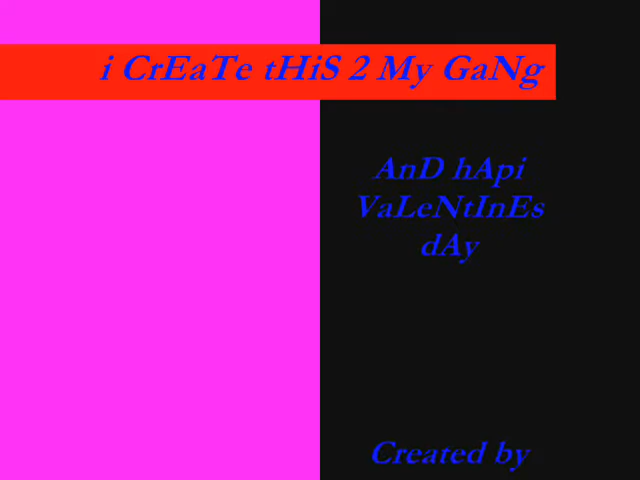 i CrEaTe tHiS 2 My GaNg
AnD hApi
VaLeNtInEs
dAy
Created by